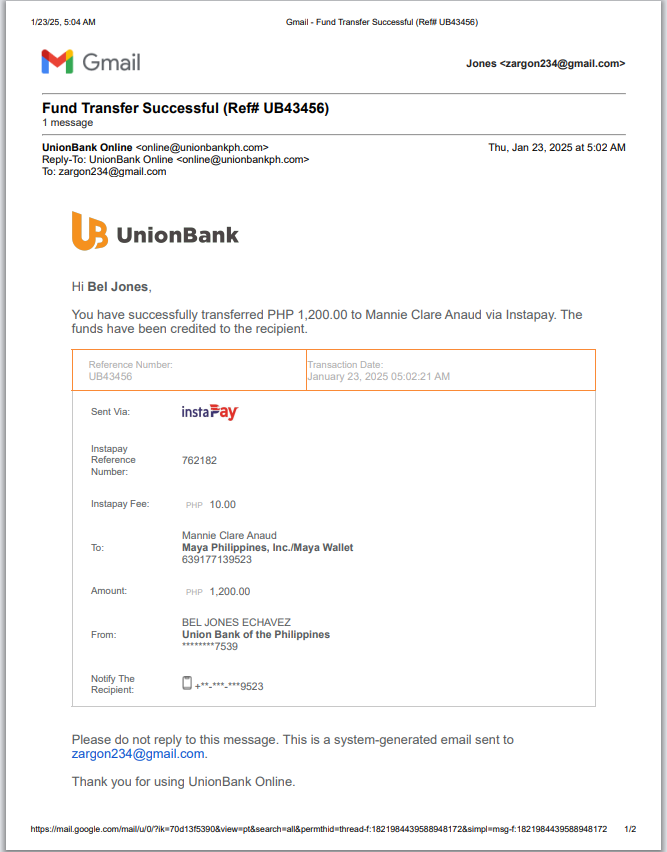 1/23/25, 5:04 AM Gmail - Fund Transfer Successful (Ref# UB43456)
Gmail Jones <zargon234@gmail.com>
Fund Transfer Successful (Ref# UB43456)
1 message
UnionBank Online <online@unionbankph.com> Thu, Jan 23, 2025 at 5:02 AM
Reply-To: UnionBank Online <online@unionbankph.com>
To: zargon234@gmail.com
UB UnionBank
Hi Bel Jones,
You have successfully transferred PHP 1,200.00 to Mannie Clare Anaud via Instapay. The
funds have been credited to the recipient.
Reference Number: Transaction Date:
UB43456 January 23, 2025 05:02:21 AM
Sent Via: instaPay
Instapay
Reference 762182
Number:
Instapay Fee: PHP 10.00
Mannie Clare Anaud
To: Maya Philippines, Inc./Maya Wallet
639177139523
Amount: PHP 1,200.00
BEL JONES ECHAVEZ
From: Union Bank of the Philippines
********7539
Notify The
Recipient: +**-***-***9523
Please do not reply to this message. This is a system-generated email sent to
zargon234@gmail.com.
Thank you for using UnionBank Online.
https://mail.google.com/mail/u/0/?ik=70d13f5390&view=pt&search=all&permthid=thread-f:1821984439588948172&simpl=msg-f:1821984439588948172 1/2